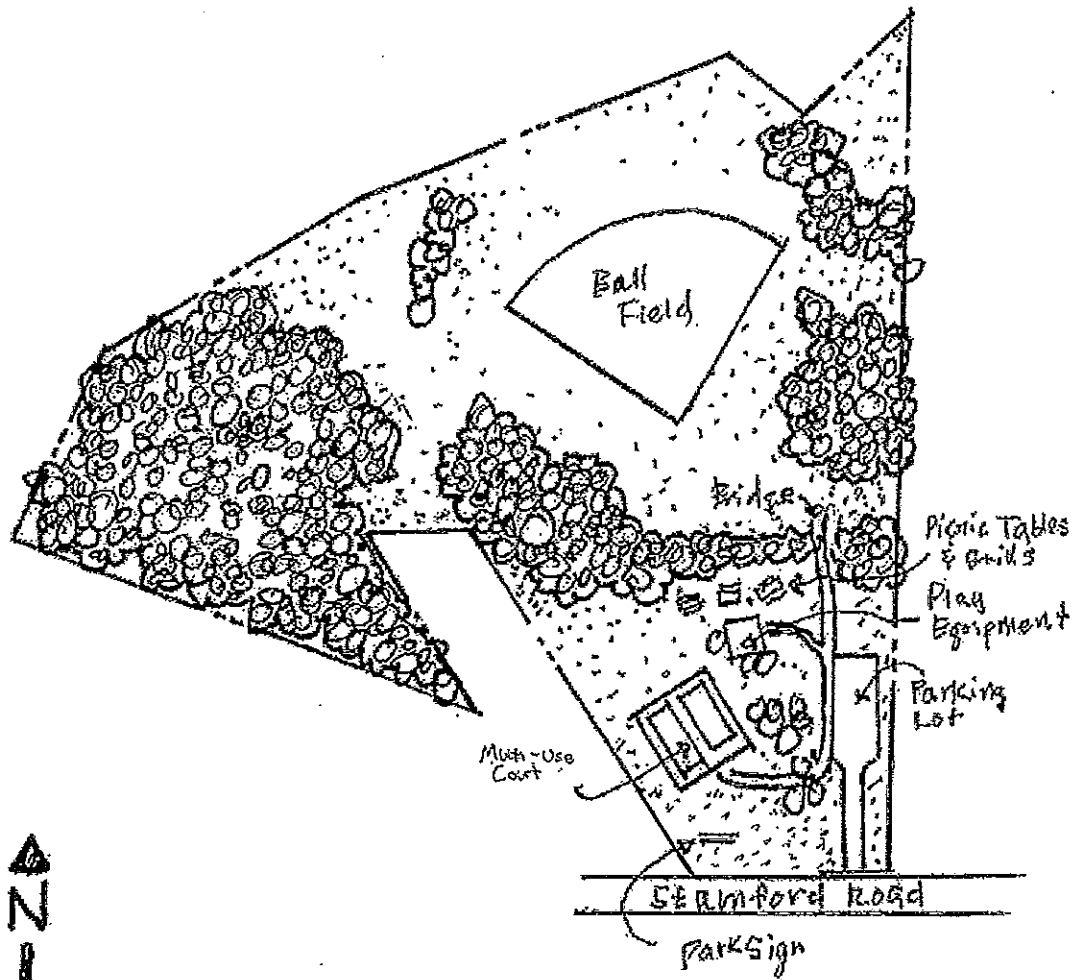 Ball
Field
Bridge
Picnic Tables
& Grills
Play
Equipment
Parking
Lot
Multi-Use
Court
Stamford Road
Park Sign
N